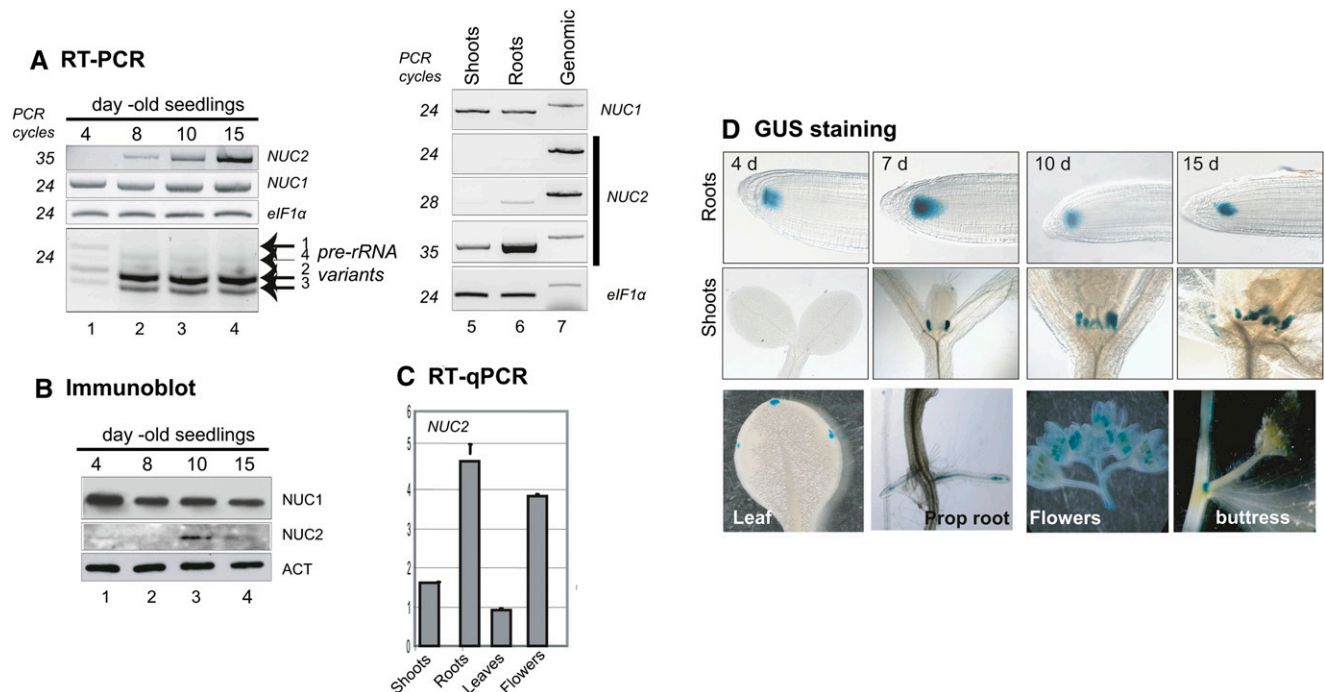 A RT-PCR
day -old seedlings
PCR cycles
4 8 10 15
35 NUC2
24 NUC1
24 eIF1α
24
1
4 pre-rRNA
2 variants
3
1 2 3 4
PCR cycles
Shoots Roots Genomic
24 NUC1
24
28 NUC2
35
24 eIF1α
5 6 7
B Immunoblot
day -old seedlings
4 8 10 15
NUC1
NUC2
ACT
1 2 3 4
C RT-qPCR
NUC2
6
5
4
3
2
1
0
Shoots Roots Leaves Flowers
D GUS staining
4 d 7 d 10 d 15 d
Roots
Shoots
Leaf Prop root Flowers buttress